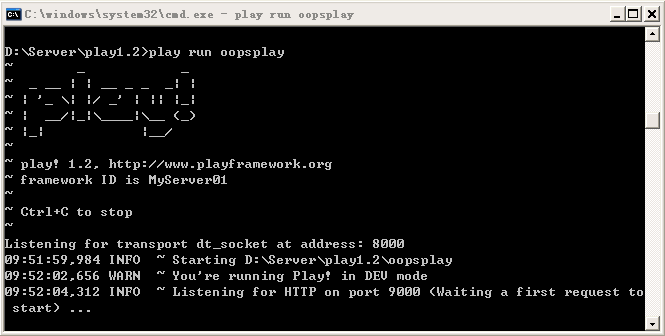 C:\windows\system32\cmd.exe - play run oopsplay
D:\Server\play1.2>play run oopsplay
~        _            _
~  _ __ | | __ _ _  _| |
~ | '_ \| |/ _' | || |_|
~ |  __/|_|\____|\__ (_)
~ |_|            |__/
~
~ play! 1.2, http://www.playframework.org
~ framework ID is MyServer01
~
~ Ctrl+C to stop
~
Listening for transport dt_socket at address: 8000
09:51:59,984 INFO  ~ Starting D:\Server\play1.2\oopsplay
09:52:02,656 WARN  ~ You're running Play! in DEV mode
09:52:04,312 INFO  ~ Listening for HTTP on port 9000 (Waiting a first request to
 start) ...